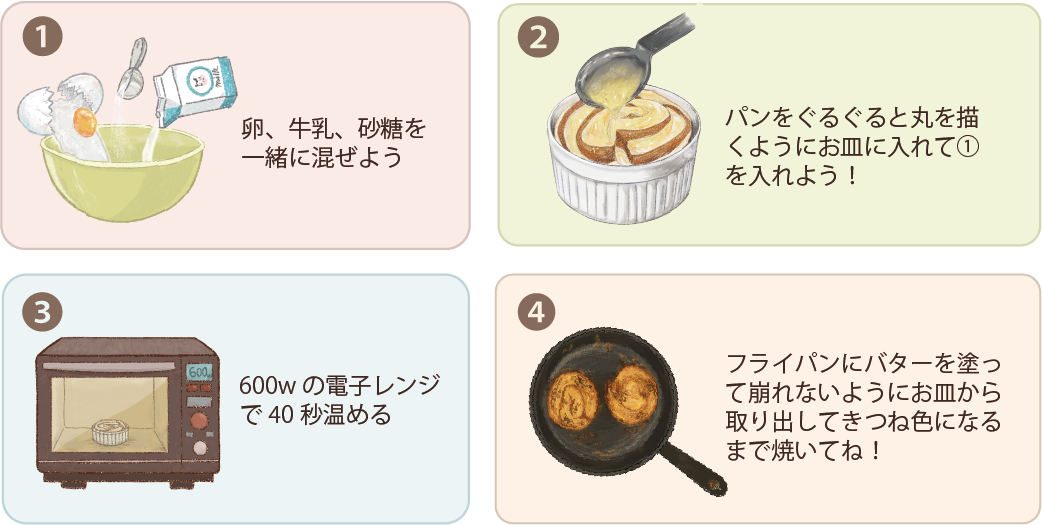 1
卵、牛乳、砂糖を
一緒に混ぜよう
milk
2
パンをぐるぐると丸を描
くようにお皿に入れて①
を入れよう！
3
600w
600w の電子レンジ
で 40 秒温める
4
フライパンにバターを塗っ
て崩れないようにお皿から
取り出してきつね色になる
まで焼いてね！